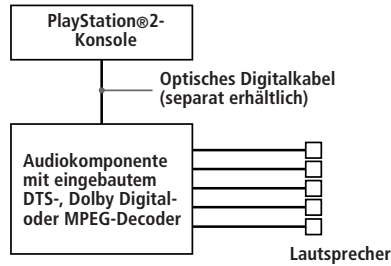 PlayStation®2-
Konsole
Optisches Digitalkabel
(separat erhältlich)
Audiokomponente
mit eingebautem
DTS-, Dolby Digital-
oder MPEG-Decoder
Lautsprecher